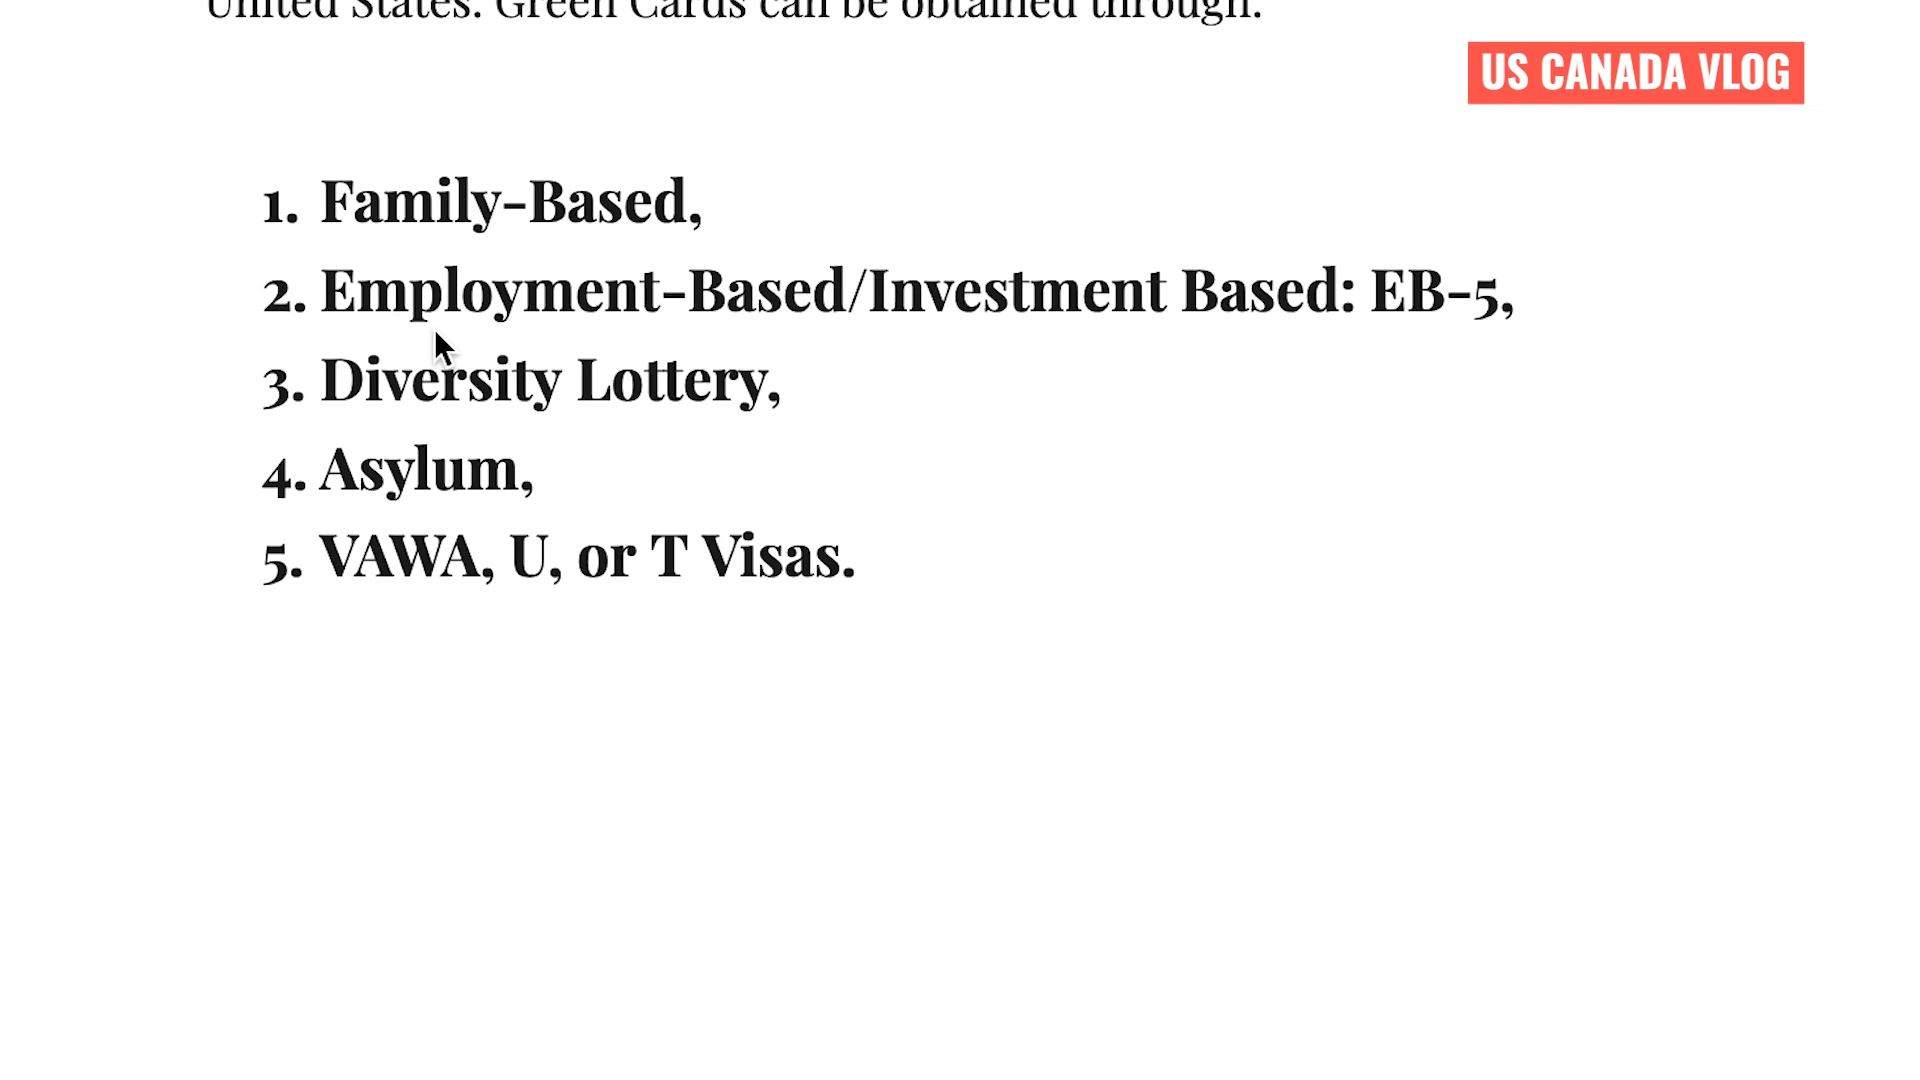 United States. Green Cards can be obtained through:
US CANADA VLOG
1. Family-Based,
2. Employment-Based/Investment Based: EB-5,
3. Diversity Lottery,
4. Asylum,
5. VAWA, U, or T Visas.